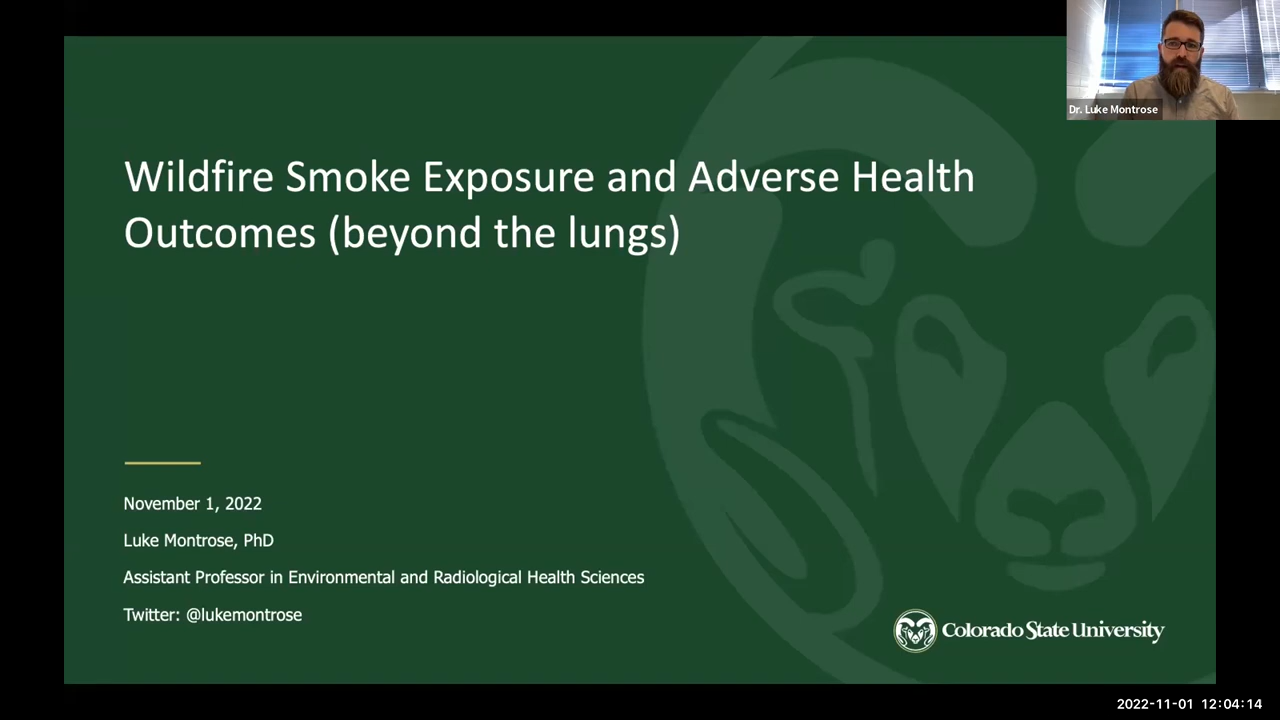 Dr. Luke Montrose
Wildfire Smoke Exposure and Adverse Health
Outcomes (beyond the lungs)
November 1, 2022
Luke Montrose, PhD
Assistant Professor in Environmental and Radiological Health Sciences
Twitter: @lukemontrose
Colorado State University
2022-11-01 12:04:14